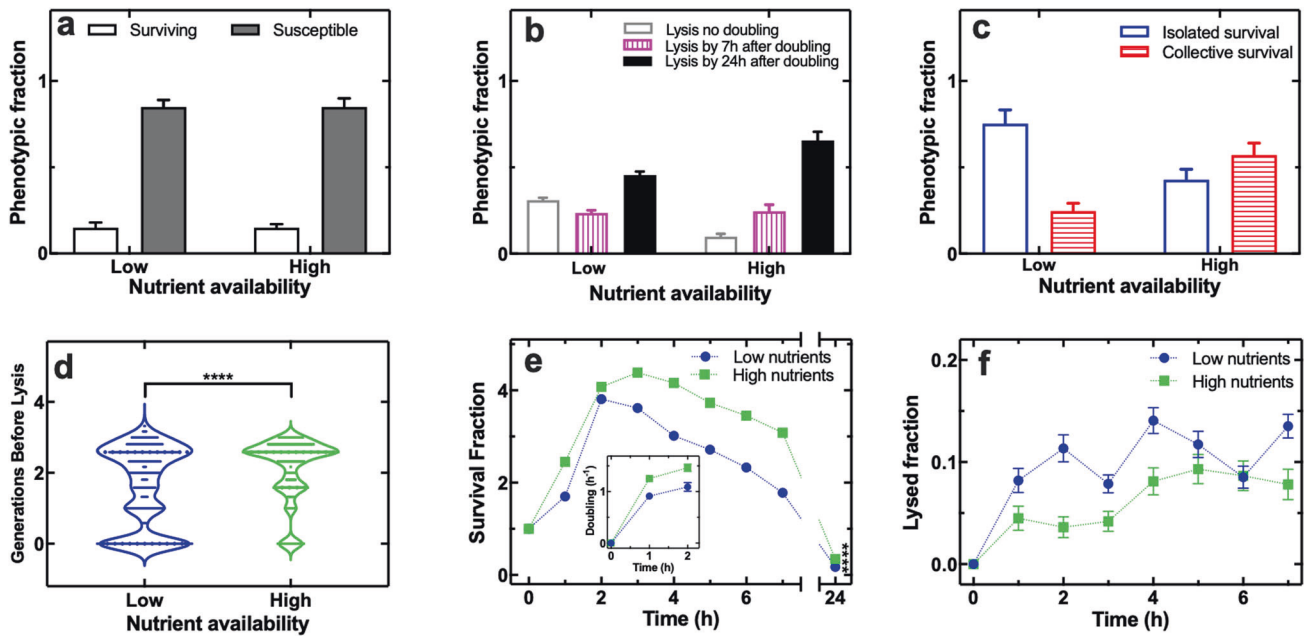 a
Surviving
Susceptible
Phenotypic fraction
1
0
Low
High
Nutrient availability
b
Lysis no doubling
Lysis by 7h after doubling
Lysis by 24h after doubling
Phenotypic fraction
1
0
Low
High
Nutrient availability
c
Isolated survival
Collective survival
Phenotypic fraction
1
0
Low
High
Nutrient availability
d
****
Generations Before Lysis
4
2
0
Low
High
Nutrient availability
e
Low nutrients
High nutrients
Survival Fraction
4
2
0
Doubling (h⁻¹)
1
0
0 1 2
Time (h)
****
0 2 4 6 24
Time (h)
f
Low nutrients
High nutrients
Lysed fraction
0.2
0.1
0.0
0 2 4 6
Time (h)